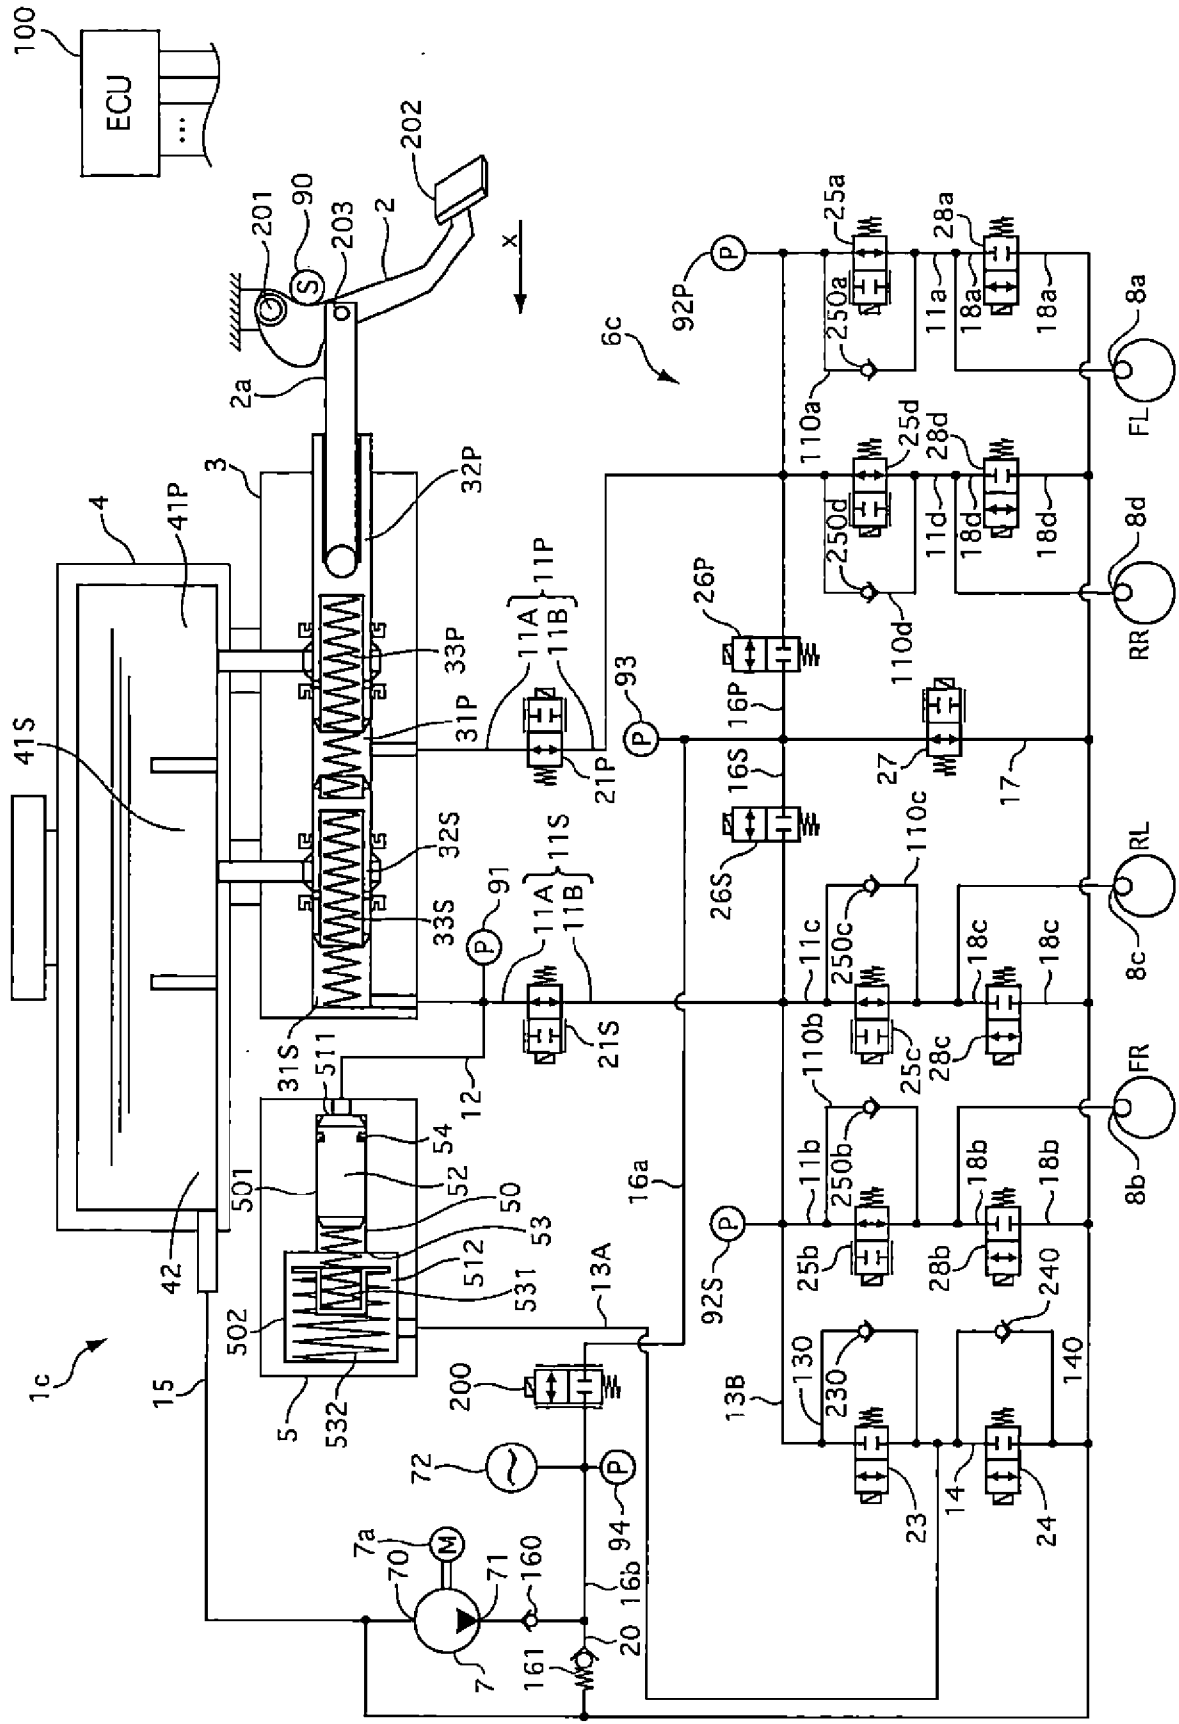 100
ECU
...
202
90
201
S
203
2
x
2a
3
4
41P
32P
33P
31P
11P
11A
11B
21P
41S
32S
33S
31S
91
P
11S
11A
11B
21S
12
511
54
52
501
50
53
512
531
502
532
5
42
15
1c
13A
16a
200
72
P
94
7a
M
70
71
7
160
161
20
16b
6c
92P
P
25a
28a
250a
11a
18a
18a
110a
8a
FL
25d
28d
250d
11d
18d
18d
110d
8d
RR
26P
93
P
16P
16S
26S
27
17
110c
11c
250c
25c
18c
18c
28c
RL
8c
110b
11b
250b
25b
18b
18b
28b
FR
8b
92S
P
13B
130
230
23
14
240
140
24